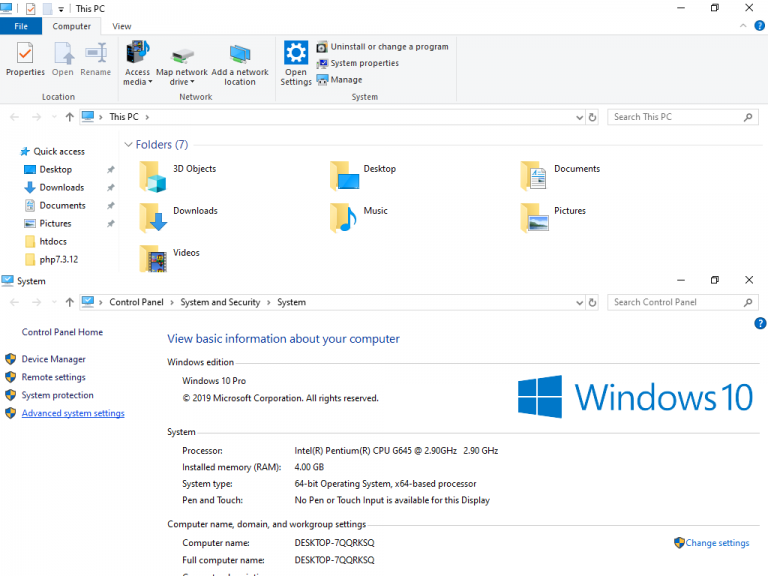 This PC
File Computer View
Properties Open Rename Access media Map network drive Add a network location Open Settings
Uninstall or change a program
System properties
Manage
Location Network System
This PC Search This PC
Quick access
Desktop
Downloads
Documents
Pictures
htdocs
php7.3.12
Folders (7)
3D Objects Desktop Documents
Downloads Music Pictures
Videos
System
Control Panel System and Security System Search Control Panel
Control Panel Home
Device Manager
Remote settings
System protection
Advanced system settings
View basic information about your computer
Windows edition
Windows 10 Pro
© 2019 Microsoft Corporation. All rights reserved.
Windows 10
System
Processor: Intel(R) Pentium(R) CPU G645 @ 2.90GHz 2.90 GHz
Installed memory (RAM): 4.00 GB
System type: 64-bit Operating System, x64-based processor
Pen and Touch: No Pen or Touch Input is available for this Display
Computer name, domain, and workgroup settings
Computer name: DESKTOP-7QQRKSQ Change settings
Full computer name: DESKTOP-7QQRKSQ